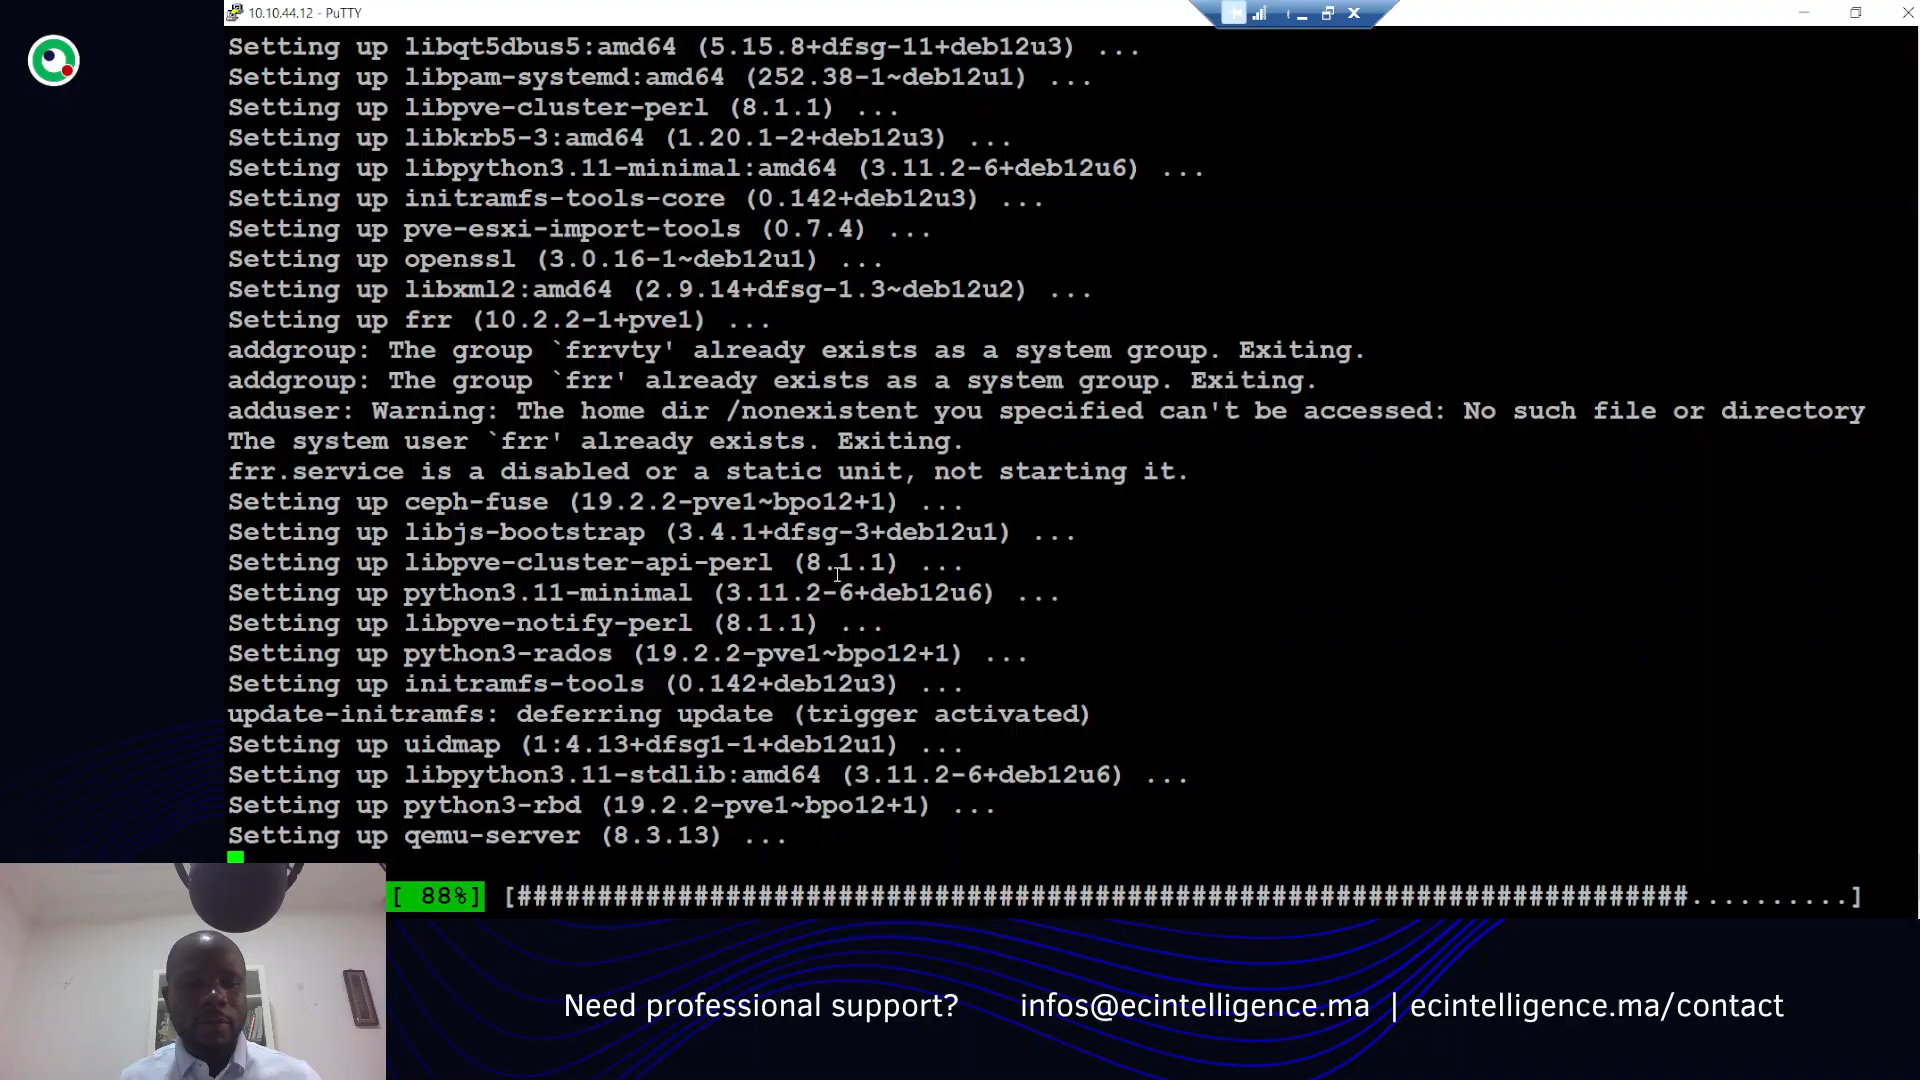 10.10.44.12 - PuTTY
Setting up libqt5dbus5:amd64 (5.15.8+dfsg-11+deb12u3) ...
Setting up libpam-systemd:amd64 (252.38-1~deb12u1) ...
Setting up libpve-cluster-perl (8.1.1) ...
Setting up libkrb5-3:amd64 (1.20.1-2+deb12u3) ...
Setting up libpython3.11-minimal:amd64 (3.11.2-6+deb12u6) ...
Setting up initramfs-tools-core (0.142+deb12u3) ...
Setting up pve-esxi-import-tools (0.7.4) ...
Setting up openssl (3.0.16-1~deb12u1) ...
Setting up libxml2:amd64 (2.9.14+dfsg-1.3~deb12u2) ...
Setting up frr (10.2.2-1+pve1) ...
addgroup: The group `frrvty' already exists as a system group. Exiting.
addgroup: The group `frr' already exists as a system group. Exiting.
adduser: Warning: The home dir /nonexistent you specified can't be accessed: No such file or directory
The system user `frr' already exists. Exiting.
frr.service is a disabled or a static unit, not starting it.
Setting up ceph-fuse (19.2.2-pve1~bpo12+1) ...
Setting up libjs-bootstrap (3.4.1+dfsg-3+deb12u1) ...
Setting up libpve-cluster-api-perl (8.1.1) ...
Setting up python3.11-minimal (3.11.2-6+deb12u6) ...
Setting up libpve-notify-perl (8.1.1) ...
Setting up python3-rados (19.2.2-pve1~bpo12+1) ...
Setting up initramfs-tools (0.142+deb12u3) ...
update-initramfs: deferring update (trigger activated)
Setting up uidmap (1:4.13+dfsg1-1+deb12u1) ...
Setting up libpython3.11-stdlib:amd64 (3.11.2-6+deb12u6) ...
Setting up python3-rbd (19.2.2-pve1~bpo12+1) ...
Setting up qemu-server (8.3.13) ...
[ 88%] [#########################################################################..........]
Need professional support? infos@ecintelligence.ma | ecintelligence.ma/contact